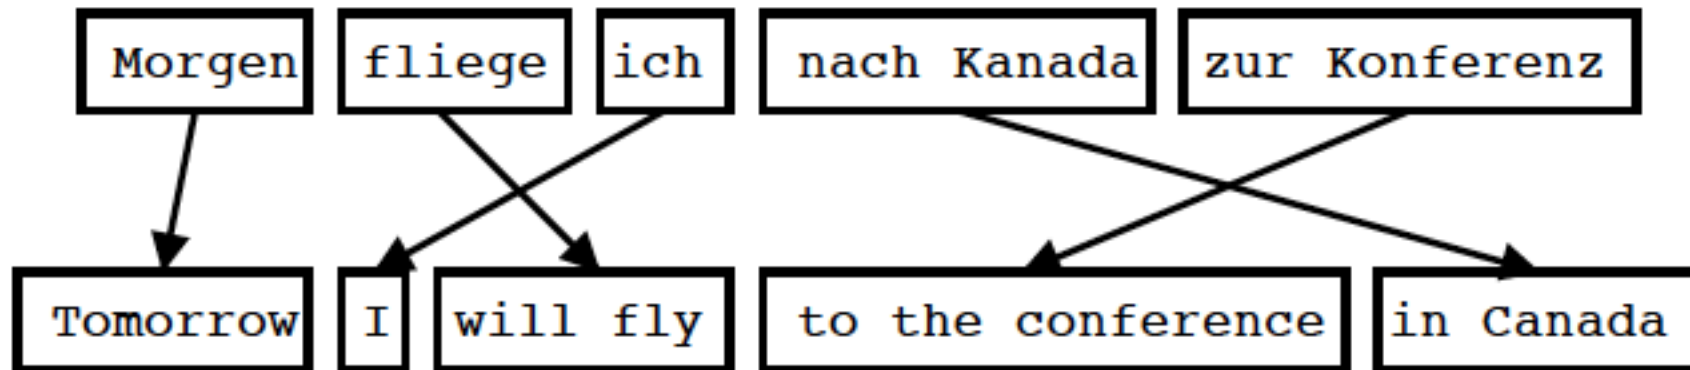 Morgen fliege ich nach Kanada zur Konferenz
Tomorrow I will fly to the conference in Canada